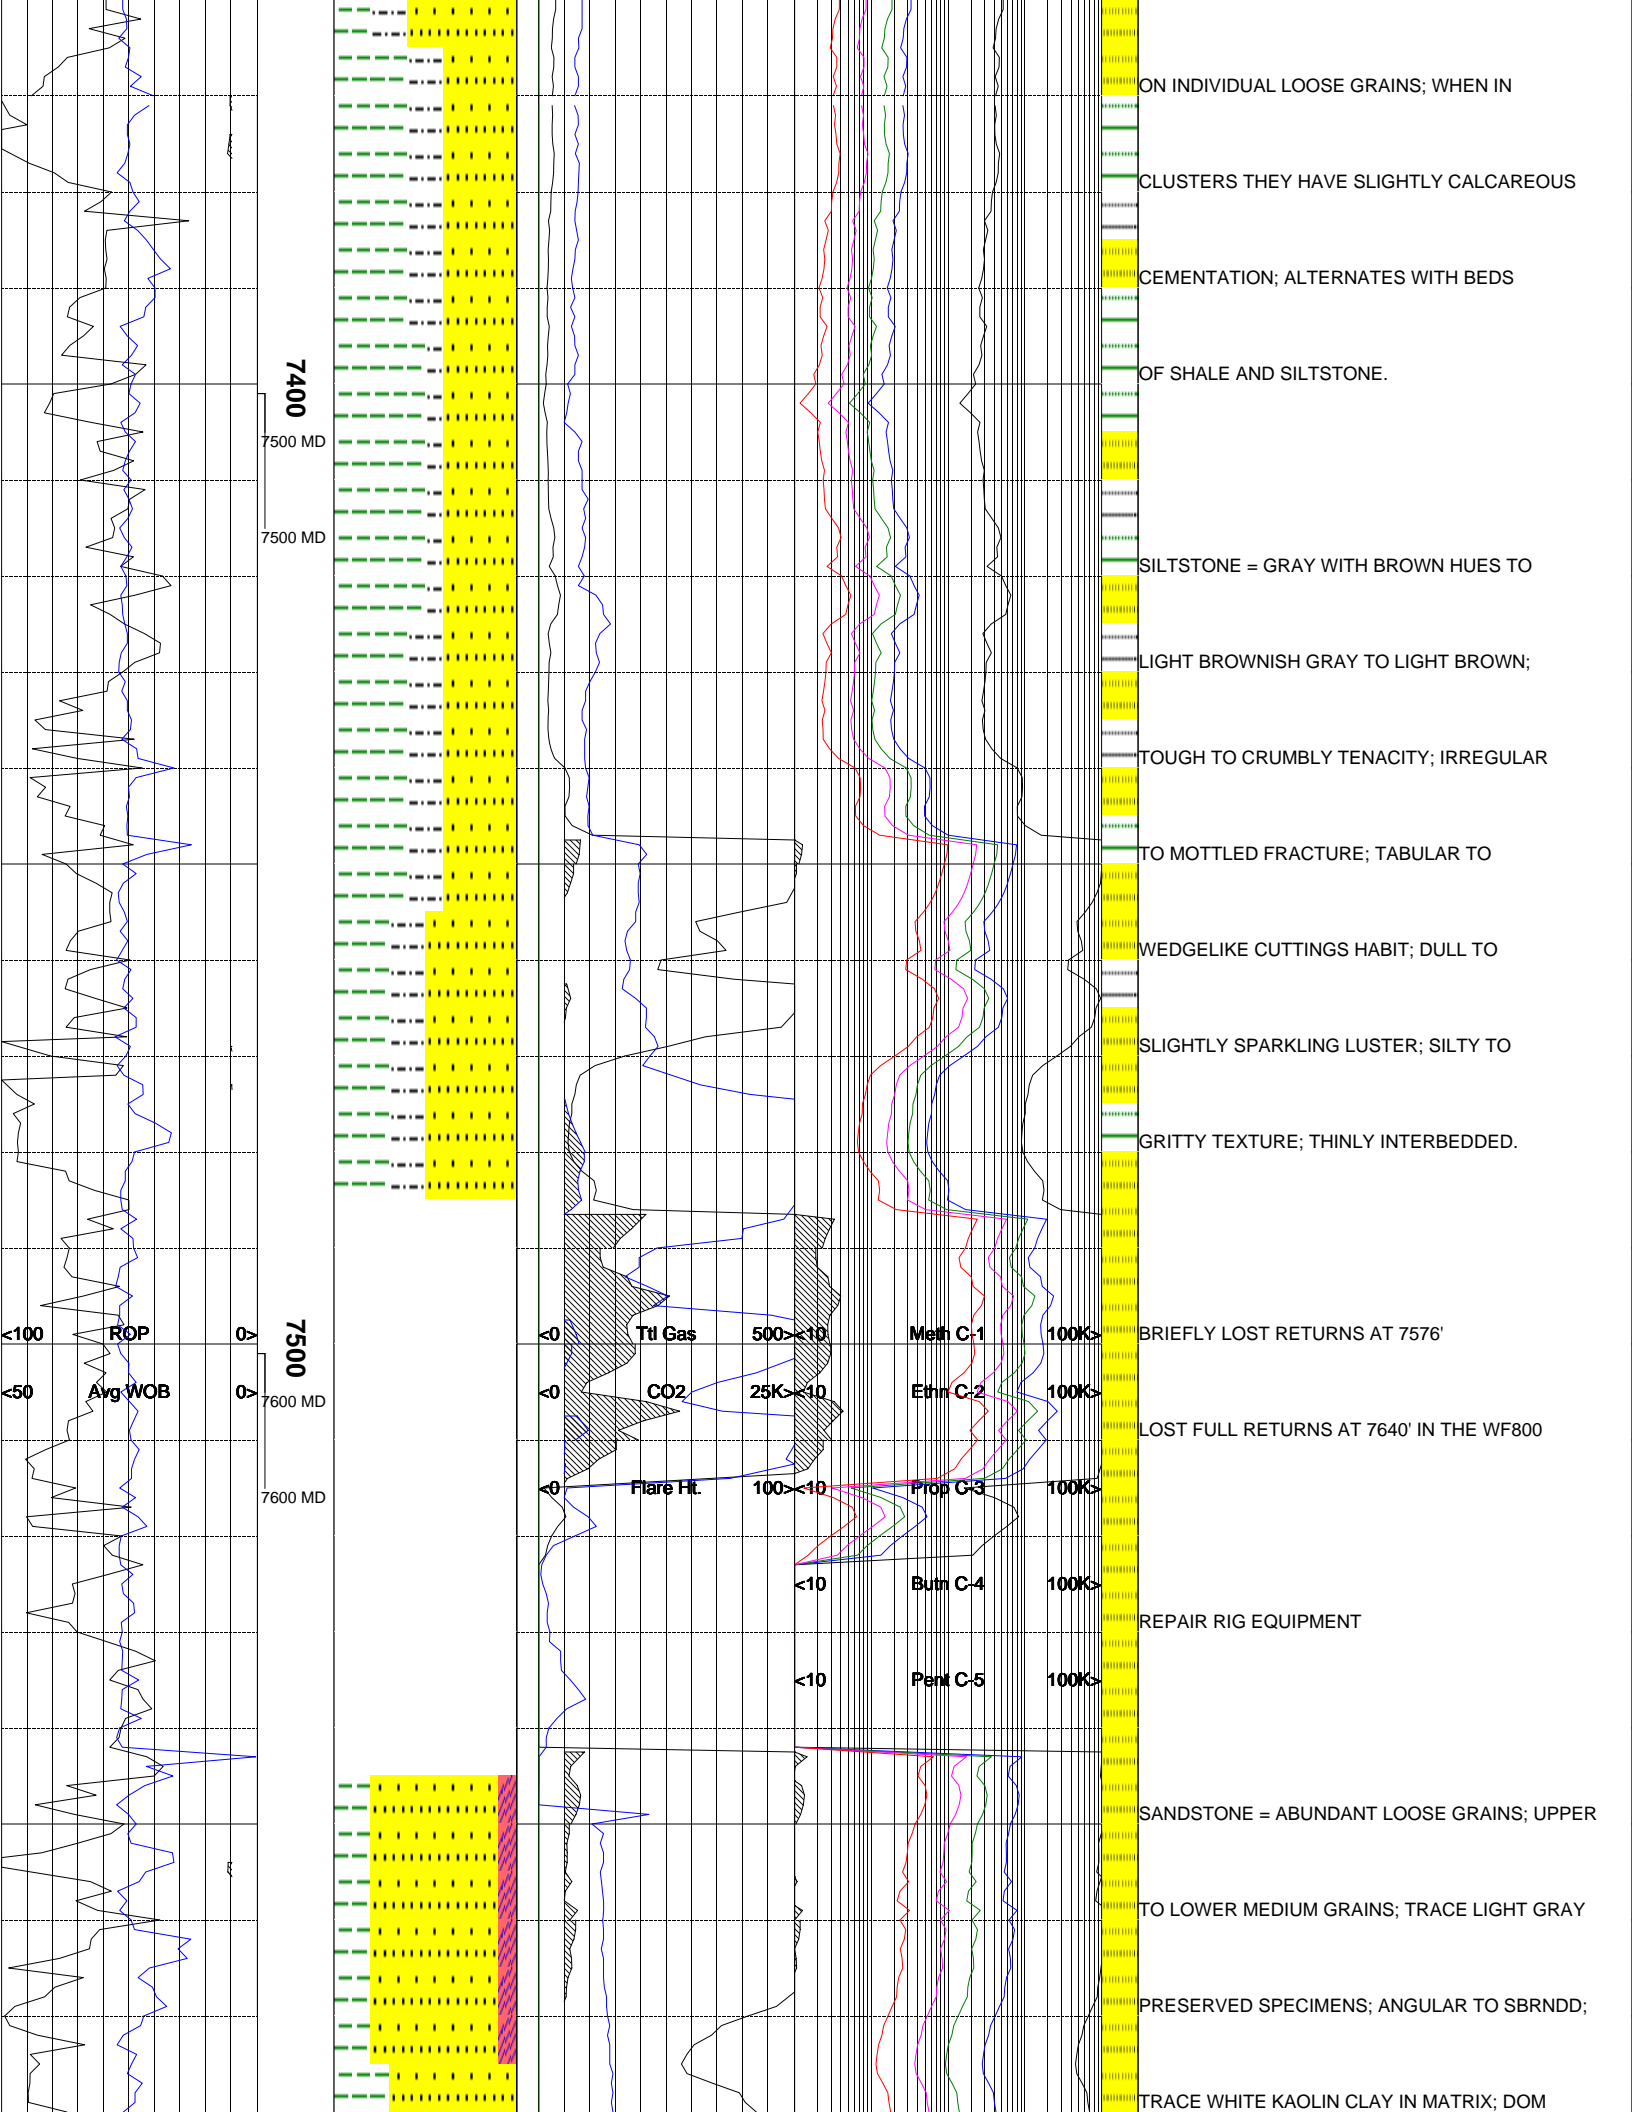 ON INDIVIDUAL LOOSE GRAINS; WHEN IN
CLUSTERS THEY HAVE SLIGHTLY CALCAREOUS
CEMENTATION; ALTERNATES WITH BEDS
OF SHALE AND SILTSTONE.
7400
7500 MD
7500 MD
SILTSTONE = GRAY WITH BROWN HUES TO
LIGHT BROWNISH GRAY TO LIGHT BROWN;
TOUGH TO CRUMBLY TENACITY; IRREGULAR
TO MOTTLED FRACTURE; TABULAR TO
WEDGELIKE CUTTINGS HABIT; DULL TO
SLIGHTLY SPARKLING LUSTER; SILTY TO
GRITTY TEXTURE; THINLY INTERBEDDED.
<100 ROP 0> 7500 <0 Ttl Gas 500> <10 Meth C-1 100K> BRIEFLY LOST RETURNS AT 7576'
<50 Avg WOB 0> 7600 MD <0 CO2 25K> <10 Ethn C-2 100K>
LOST FULL RETURNS AT 7640' IN THE WF800
7600 MD <0 Flare Ht. 100> <10 Prop C-3 100K>
<10 Butn C-4 100K>
REPAIR RIG EQUIPMENT
<10 Pent C-5 100K>
SANDSTONE = ABUNDANT LOOSE GRAINS; UPPER
TO LOWER MEDIUM GRAINS; TRACE LIGHT GRAY
PRESERVED SPECIMENS; ANGULAR TO SBRNDD;
TRACE WHITE KAOLIN CLAY IN MATRIX; DOM